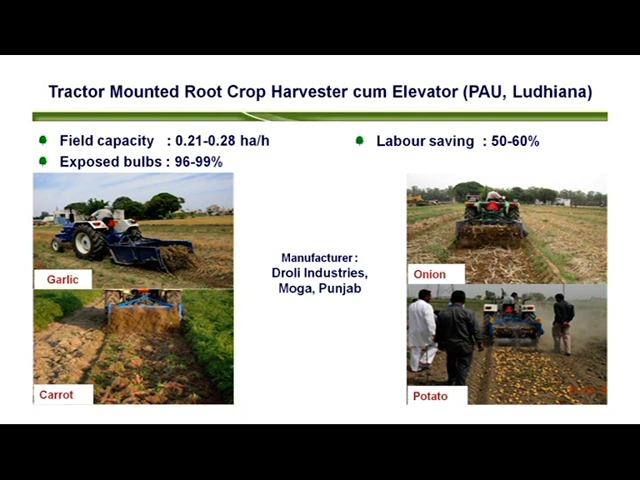 Tractor Mounted Root Crop Harvester cum Elevator (PAU, Ludhiana)
Field capacity : 0.21-0.28 ha/h
Exposed bulbs : 96-99%
Labour saving : 50-60%
Garlic
Manufacturer :
Droli Industries,
Moga, Punjab
Onion
Carrot
Potato